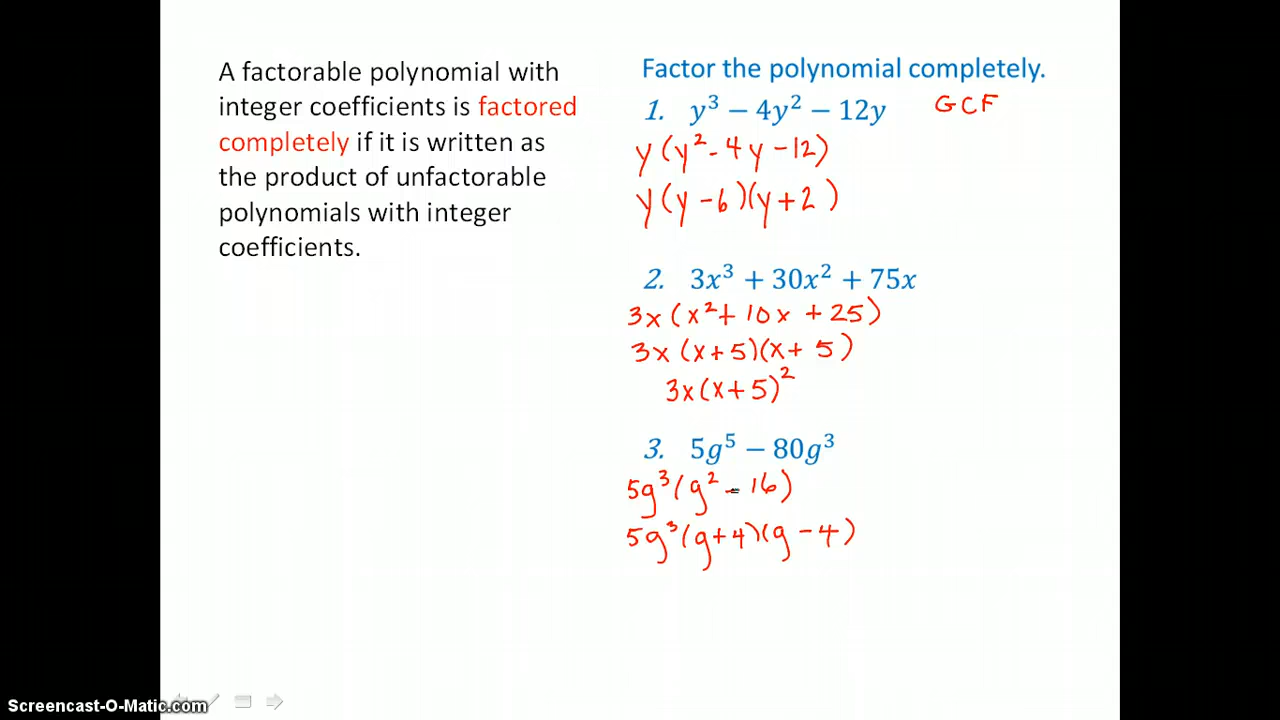 A factorable polynomial with
integer coefficients is factored
completely if it is written as
the product of unfactorable
polynomials with integer
coefficients.
Factor the polynomial completely.
1. y³ − 4y² − 12y GCF
y(y² - 4y - 12)
y(y - 6)(y + 2)
2. 3x³ + 30x² + 75x
3x(x² + 10x + 25)
3x(x + 5)(x + 5)
3x(x + 5)²
3. 5g⁵ − 80g³
5g³(g² - 16)
5g³(g + 4)(g - 4)
Screencast-O-Matic.com